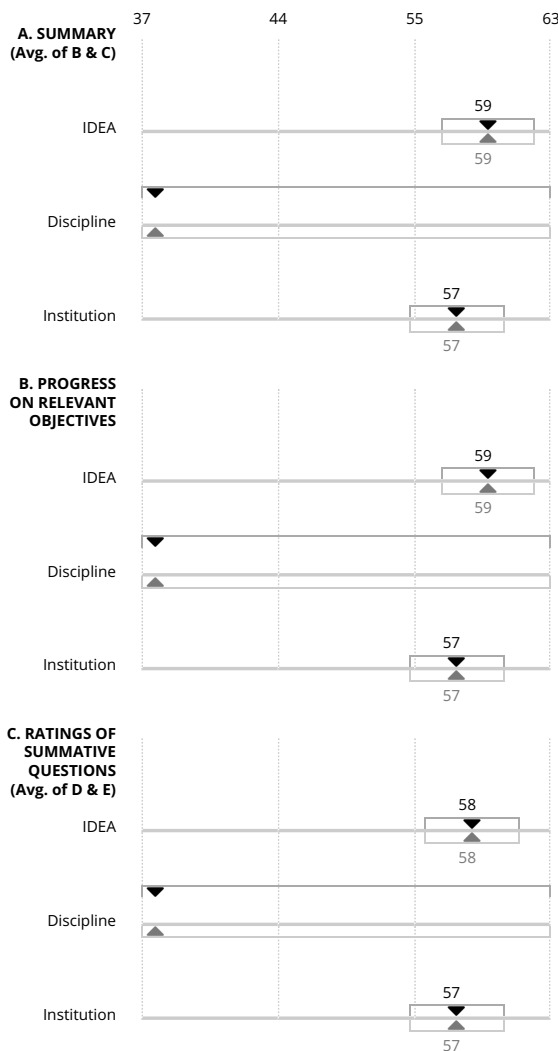 37 44 55 63
A. SUMMARY
(Avg. of B & C)
59
IDEA
59
Discipline
57
Institution
57
B. PROGRESS
ON RELEVANT
OBJECTIVES
59
IDEA
59
Discipline
57
Institution
57
C. RATINGS OF
SUMMATIVE
QUESTIONS
(Avg. of D & E)
58
IDEA
58
Discipline
57
Institution
57